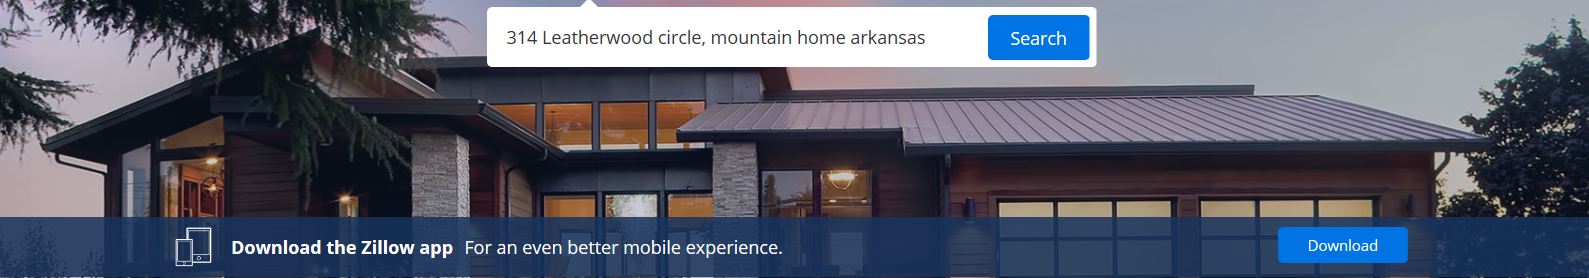 314 Leatherwood circle, mountain home arkansas
Search
Download the Zillow app For an even better mobile experience.
Download